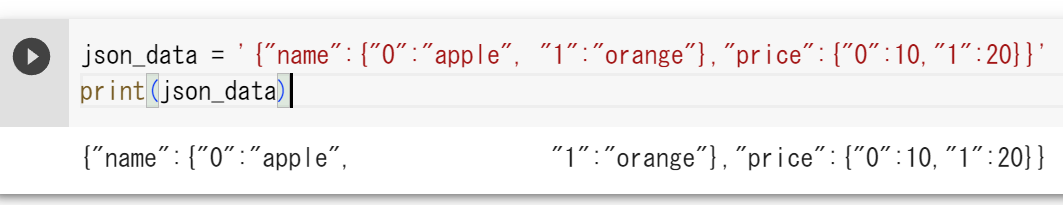 json_data = ' {"name":{"0":"apple", "1":"orange"},"price":{"0":10,"1":20}}'
print(json_data)
{"name":{"0":"apple",             "1":"orange"},"price":{"0":10,"1":20}}